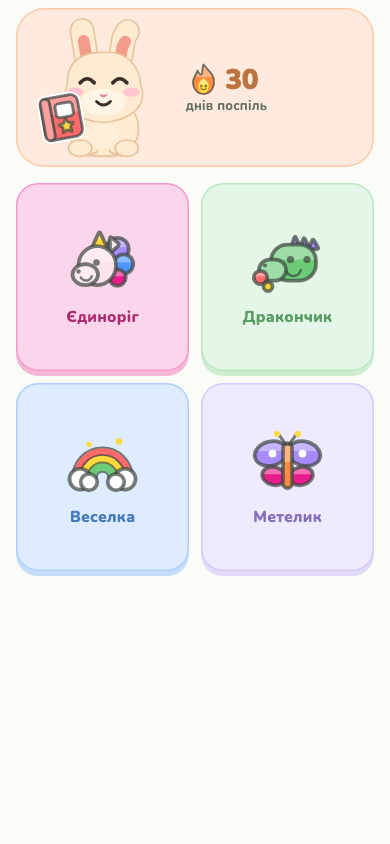 30
днів поспіль
Єдиноріг
Дракончик
Веселка
Метелик